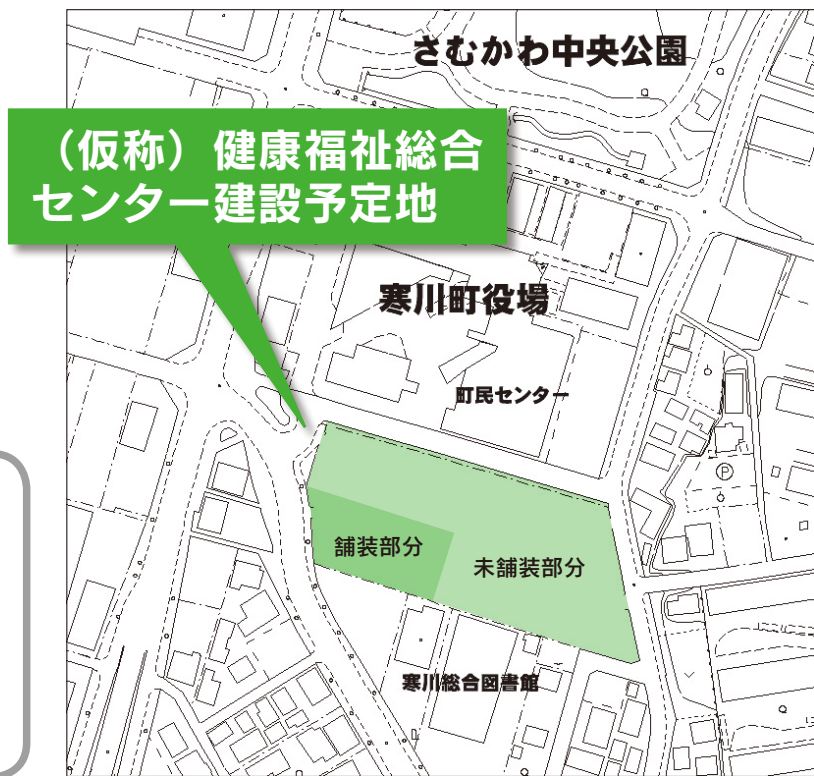 さむかわ中央公園
（仮称）健康福祉総合
センター建設予定地
寒川町役場
町民センター
P
舗装部分
未舗装部分
寒川総合図書館